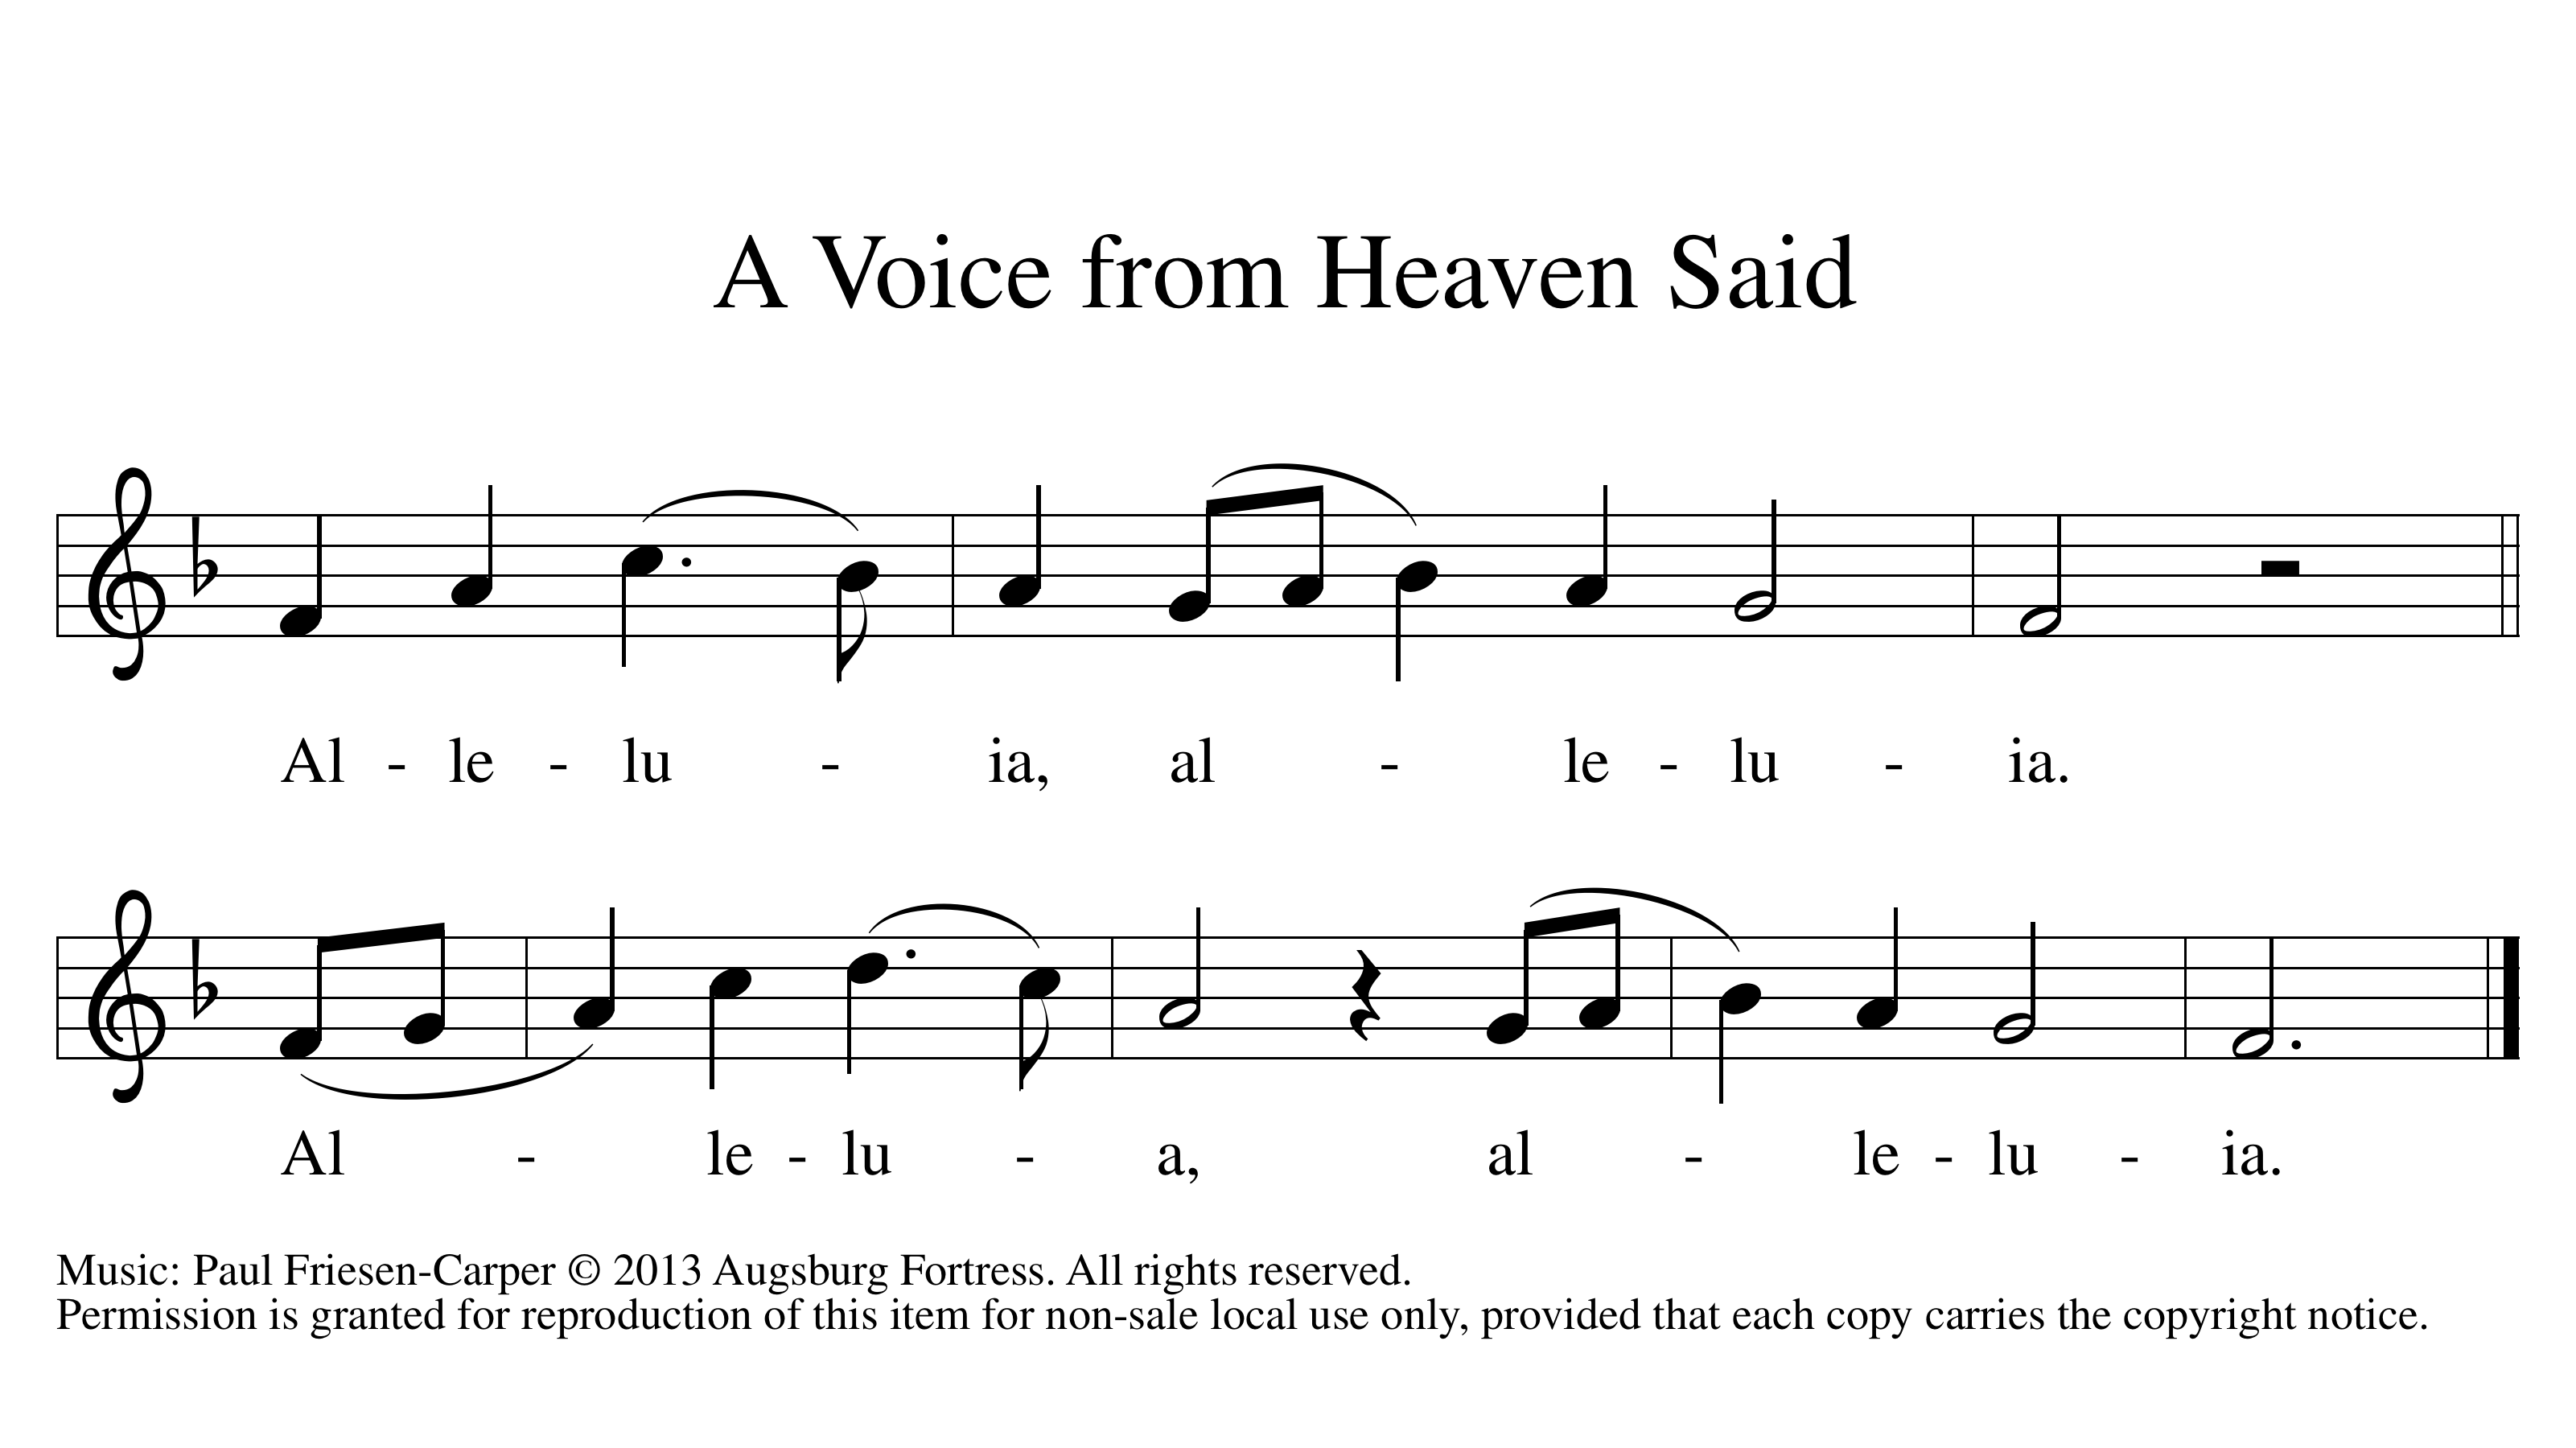 A Voice from Heaven Said
Al - le - lu - ia, al - le - lu - ia.
Al - le - lu - a, al - le - lu - ia.
Music: Paul Friesen-Carper © 2013 Augsburg Fortress. All rights reserved.
Permission is granted for reproduction of this item for non-sale local use only, provided that each copy carries the copyright notice.